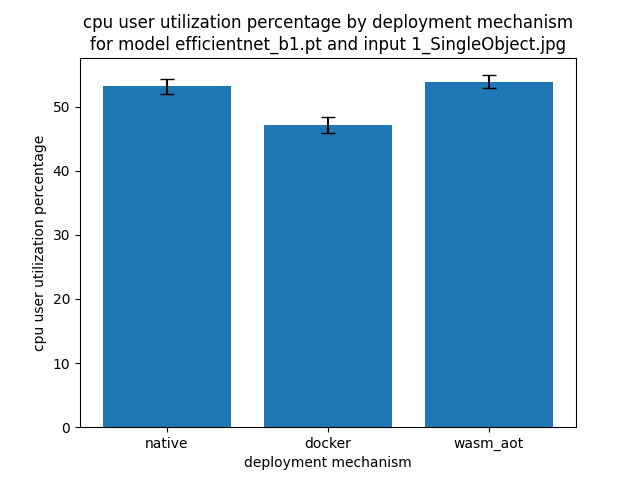 cpu user utilization percentage by deployment mechanism
for model efficientnet_b1.pt and input 1_SingleObject.jpg
cpu user utilization percentage
50
40
30
20
10
0
native
docker
wasm_aot
deployment mechanism